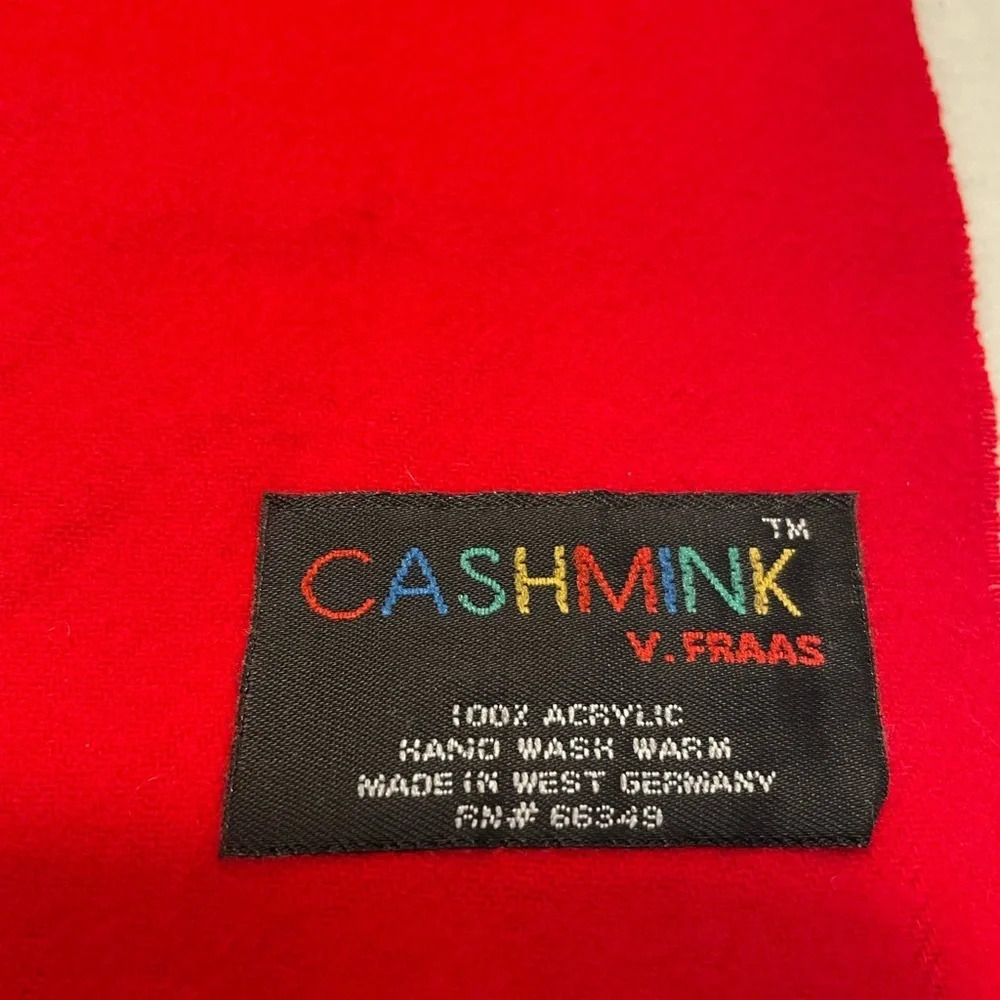 CASHMINK™
V. FRAAS
100% ACRYLIC
HAND WASH WARM
MADE IN WEST GERMANY
RN# 66349